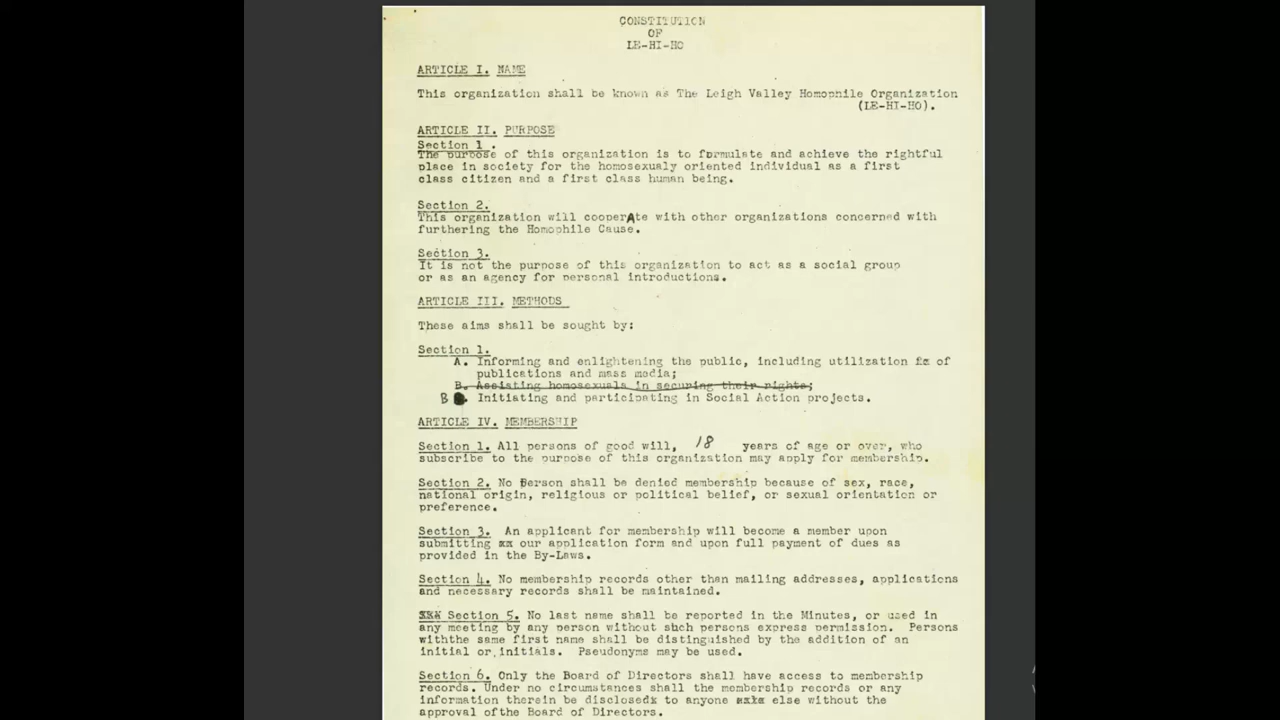 CONSTITUTION
OF
LE-HI-HO
ARTICLE I. NAME
This organization shall be known as The Leigh Valley Homophile Organization
(LE-HI-HO).
ARTICLE II. PURPOSE
Section 1 .
The purpose of this organization is to formulate and achieve the rightful
place in society for the homosexualy oriented individual as a first
class citizen and a first class human being.
Section 2.
This organization will cooperAte with other organizations concerned with
furthering the Homophile Cause.
Section 3.
It is not the purpose of this organization to act as a social group
or as an agency for personal introductions.
ARTICLE III. METHODS
These aims shall be sought by:
Section 1.
A. Informing and enlightening the public, including utilization of
publications and mass media;
B. Assisting homosexuals in securing their rights;
B Initiating and participating in Social Action projects.
ARTICLE IV. MEMBERSHIP
Section 1. All persons of good will, 18 years of age or over, who
subscribe to the purpose of this organization may apply for membership.
Section 2. No Person shall be denied membership because of sex, race,
national origin, religious or political belief, or sexual orientation or
preference.
Section 3. An applicant for membership will become a member upon
submitting xx our application form and upon full payment of dues as
provided in the By-Laws.
Section 4. No membership records other than mailing addresses, applications
and necessary records shall be maintained.
Section 5. No last name shall be reported in the Minutes, or used in
any meeting by any person without such persons express permission. Persons
withthe same first name shall be distinguished by the addition of an
initial or initials. Pseudonyms may be used.
Section 6. Only the Board of Directors shall have access to membership
records. Under no circumstances shall the membership records or any
information therein be disclosed to anyone else without the
approval ofthe Board of Directors.